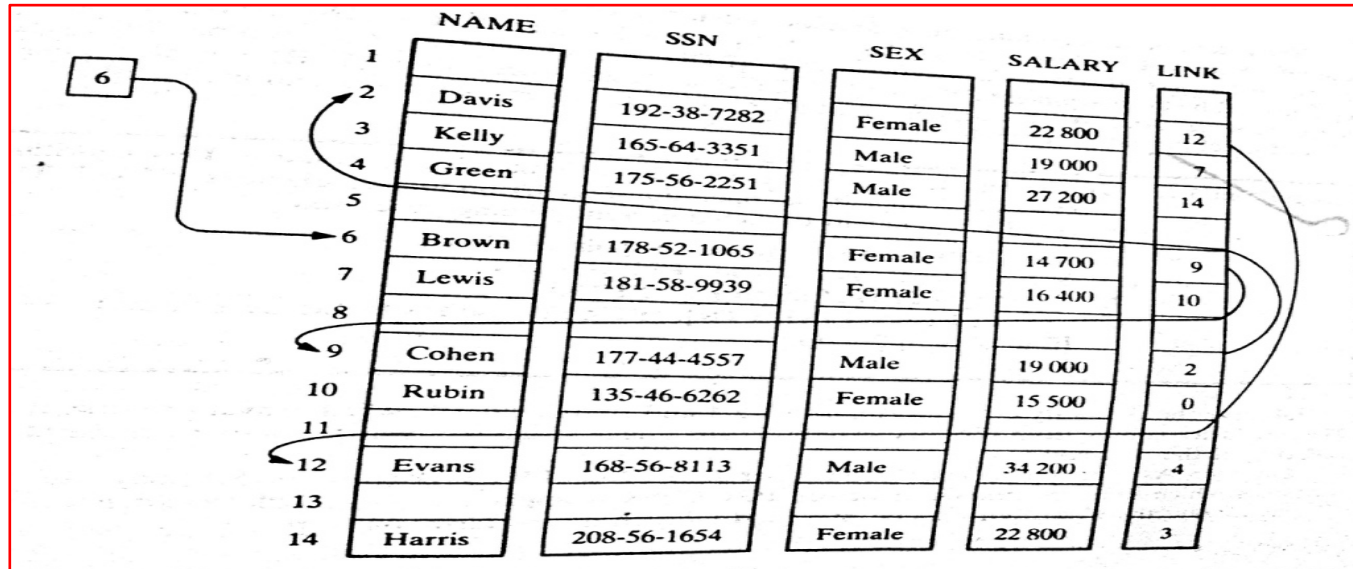 NAME SSN SEX SALARY LINK
6
1
2 Davis 192-38-7282 Female 22 800 12
3 Kelly 165-64-3351 Male 19 000 7
4 Green 175-56-2251 Male 27 200 14
5
6 Brown 178-52-1065 Female 14 700 9
7 Lewis 181-58-9939 Female 16 400 10
8
9 Cohen 177-44-4557 Male 19 000 2
10 Rubin 135-46-6262 Female 15 500 0
11
12 Evans 168-56-8113 Male 34 200 4
13
14 Harris 208-56-1654 Female 22 800 3